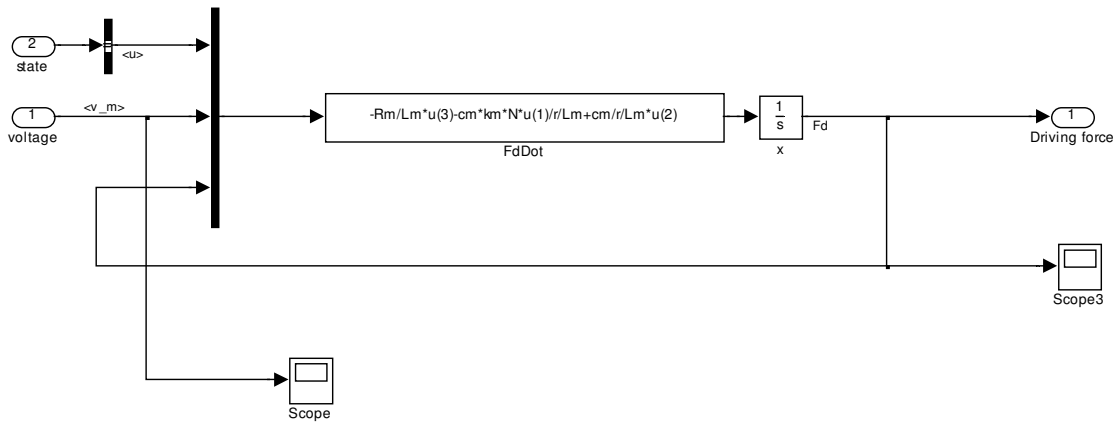 2
state
<u>
<v_m>
1
voltage
-Rm/Lm*u(3)-cm*km*N*u(1)/r/Lm+cm/r/Lm*u(2)
FdDot
1
s
x
Fd
1
Driving force
Scope3
Scope